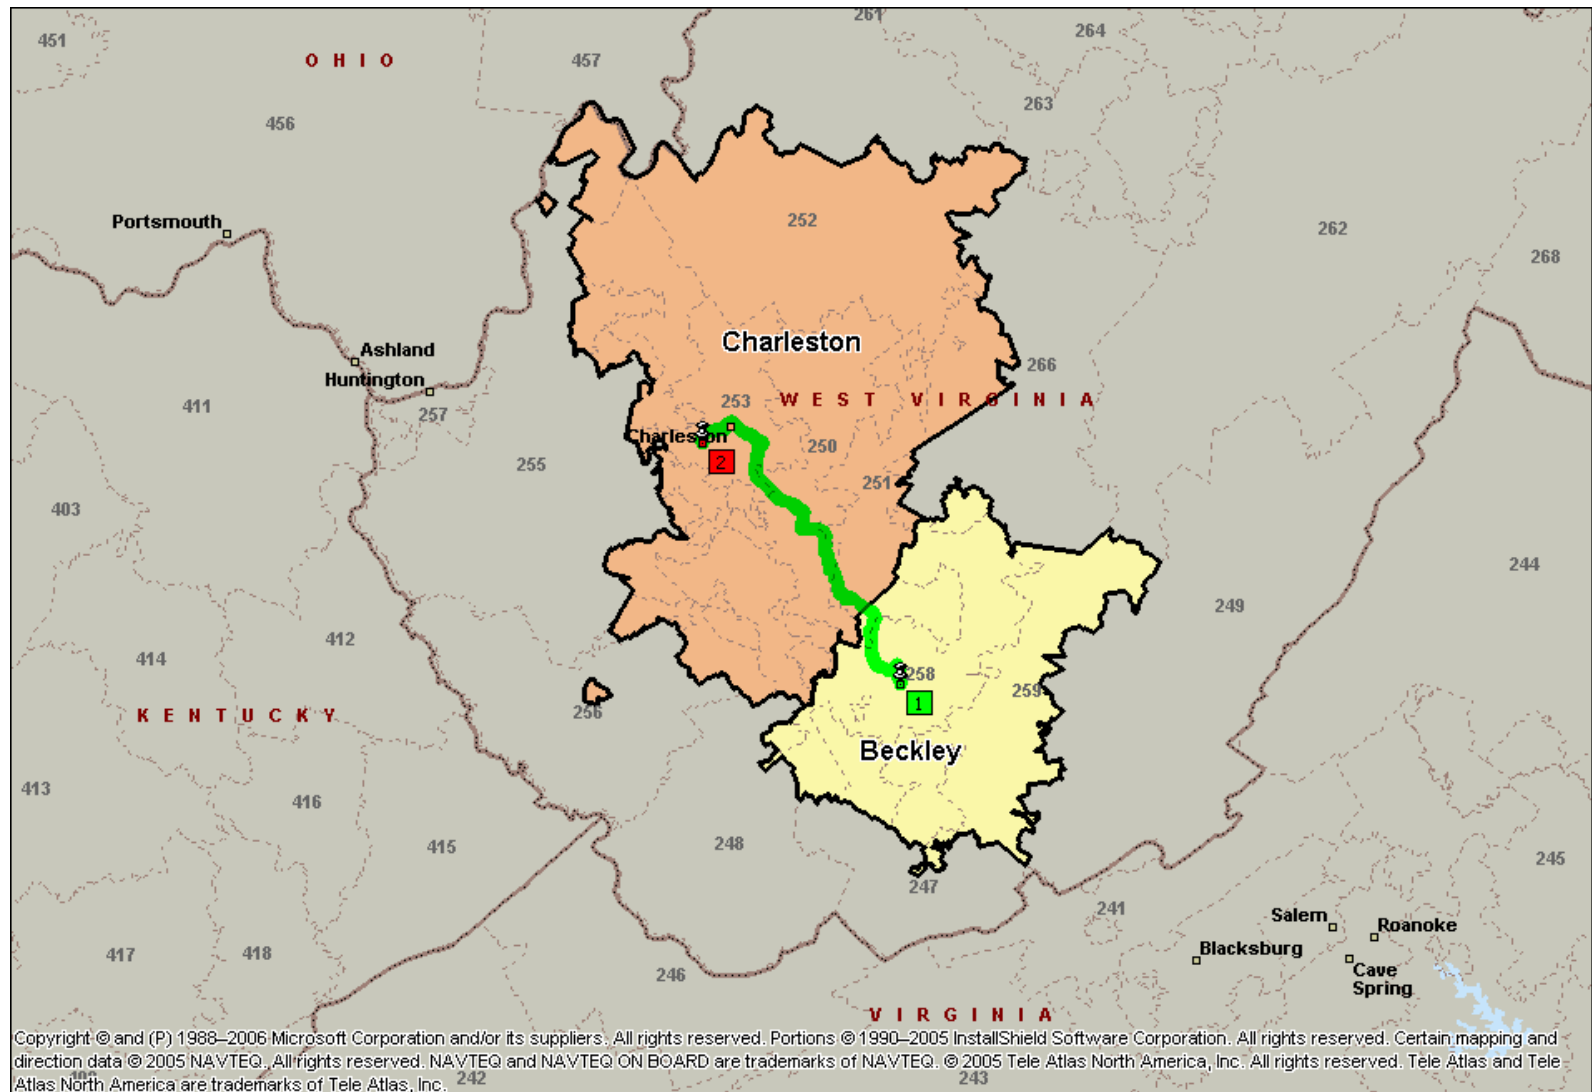 261
451
264
O H I O
457
263
456
252
Portsmouth
262
268
Charleston
Ashland
266
Huntington
253
W E S T V I R G I N I A
411
257
Charleston
250
255
2
251
403
244
249
412
414
258
259
1
256
K E N T U C K Y
Beckley
413
416
248
415
245
247
241
Salem
Roanoke
417
418
Blacksburg
246
Cave
Spring
V I R G I N I A
Copyright © and (P) 1988–2006 Microsoft Corporation and/or its suppliers. All rights reserved. Portions © 1990–2005 InstallShield Software Corporation. All rights reserved. Certain mapping and
direction data © 2005 NAVTEQ. All rights reserved. NAVTEQ and NAVTEQ ON BOARD are trademarks of NAVTEQ. © 2005 Tele Atlas North America, Inc. All rights reserved. Tele Atlas and Tele
Atlas North America are trademarks of Tele Atlas, Inc.
242
243